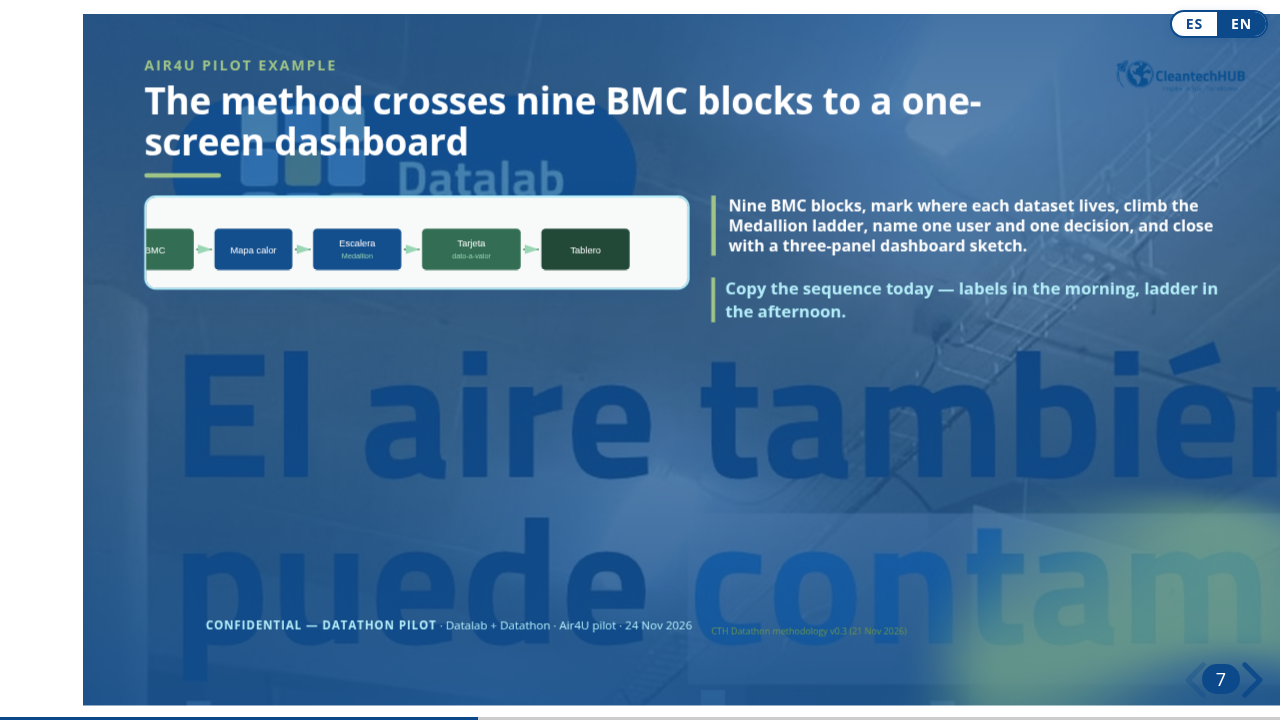 ES EN
AIR4U PILOT EXAMPLE
CleantechHUB
The method crosses nine BMC blocks to a one-
screen dashboard
Datalab
BMC
Mapa calor
Escalera
Medallion
Tarjeta
dato-a-valor
Tablero
Nine BMC blocks, mark where each dataset lives, climb the
Medallion ladder, name one user and one decision, and close
with a three-panel dashboard sketch.
Copy the sequence today — labels in the morning, ladder in
the afternoon.
El aire también
puede contam
CONFIDENTIAL — DATATHON PILOT · Datalab + Datathon · Air4U pilot · 24 Nov 2026
CTH Datathon methodology v0.3 (21 Nov 2026)
7